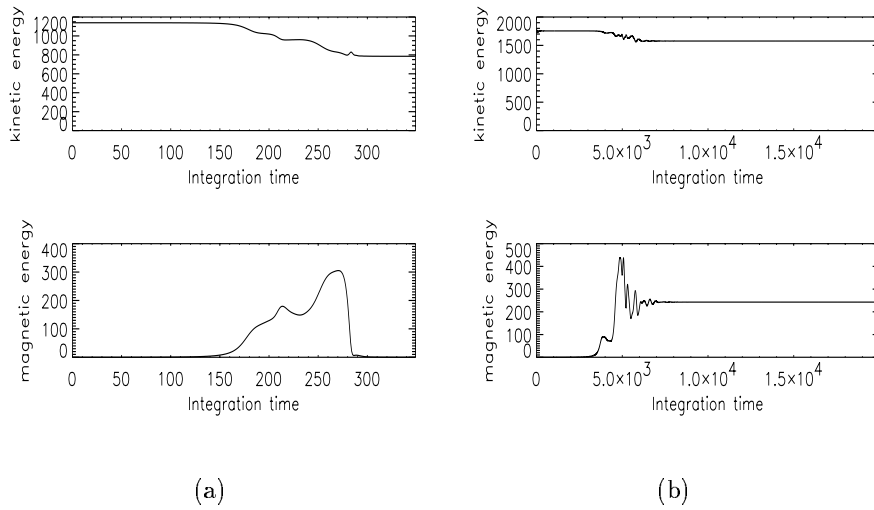 kinetic energy
1200
1000
800
600
400
200
0
0 50 100 150 200 250 300
Integration time
kinetic energy
2000
1500
1000
500
0
0 5.0×10³ 1.0×10⁴ 1.5×10⁴
Integration time
magnetic energy
400
300
200
100
0
0 50 100 150 200 250 300
Integration time
magnetic energy
500
400
300
200
100
0
0 5.0×10³ 1.0×10⁴ 1.5×10⁴
Integration time
(a) (b)